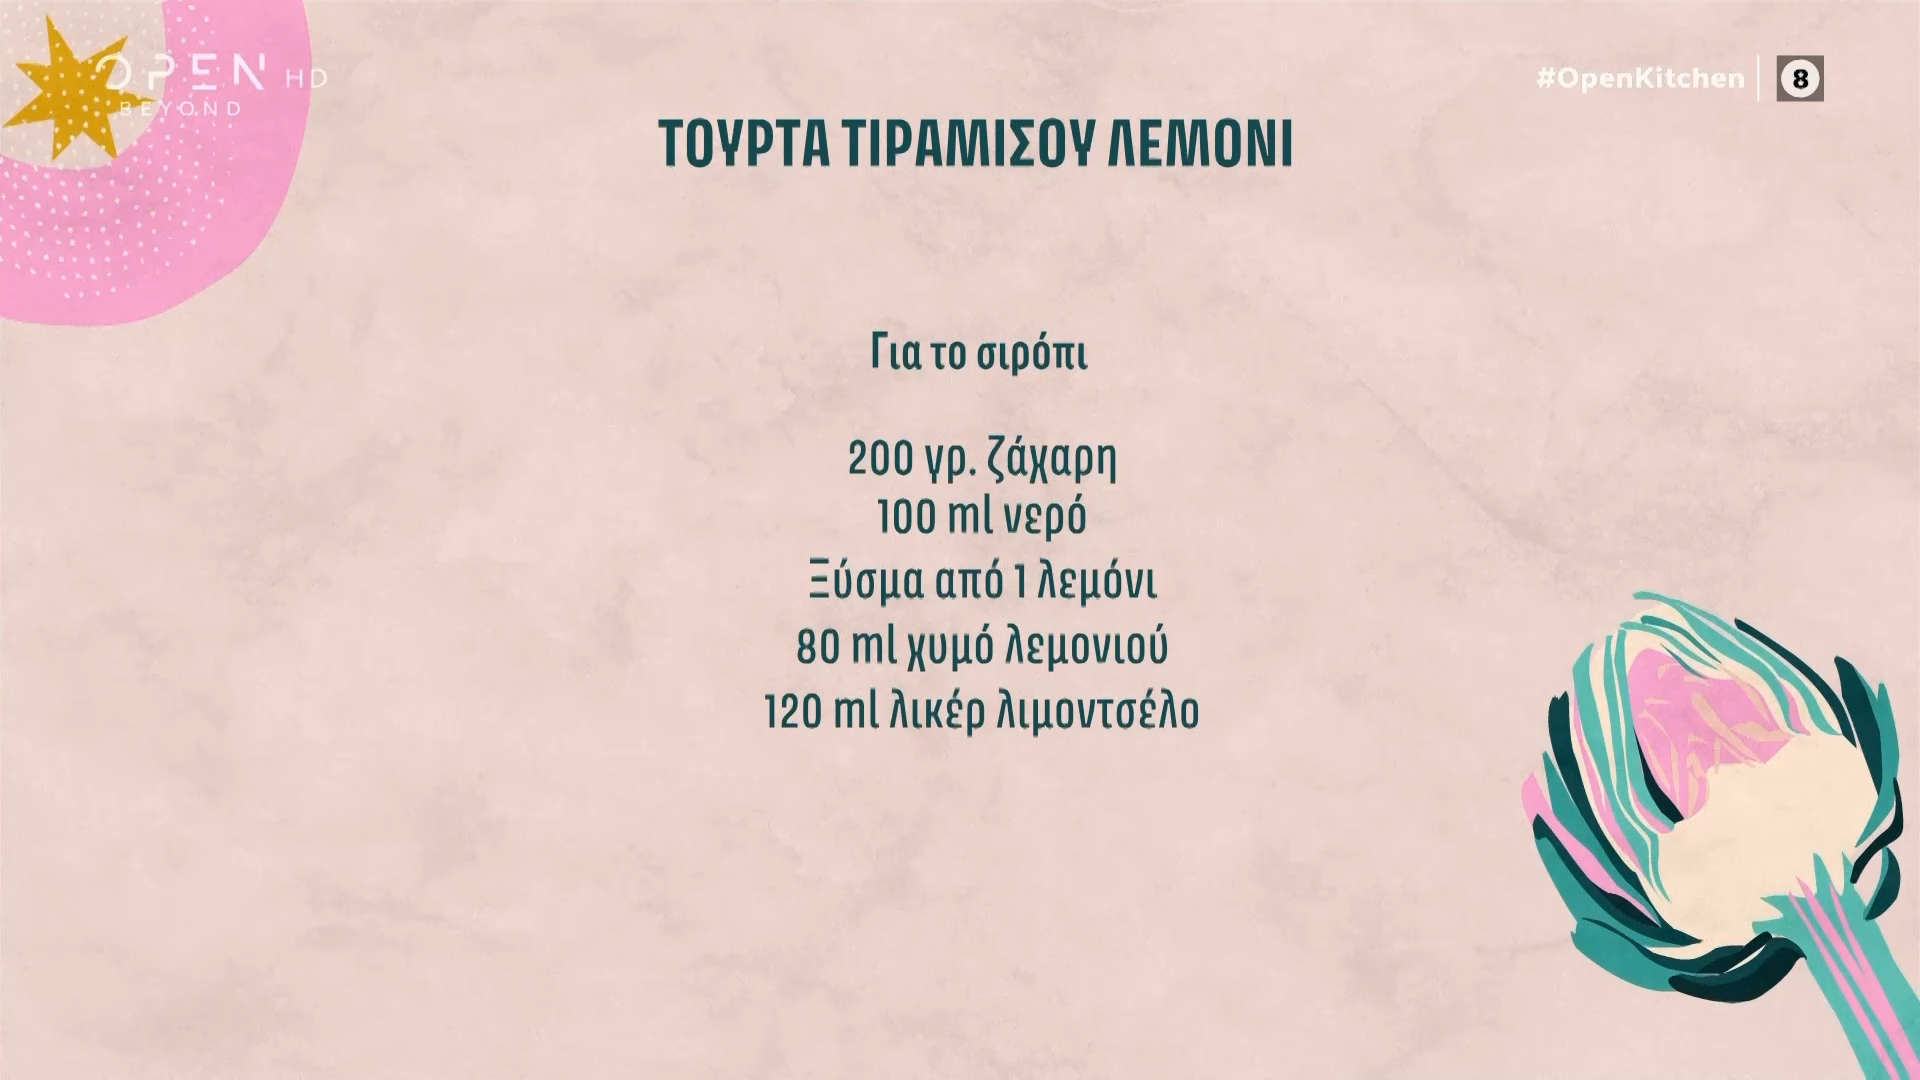 OPEN HD
BEYOND
#OpenKitchen
8
ΤΟΥΡΤΑ ΤΙΡΑΜΙΣΟΥ ΛΕΜΟΝΙ
Για το σιρόπι
200 γρ. ζάχαρη
100 ml νερό
Ξύσμα από 1 λεμόνι
80 ml χυμό λεμονιού
120 ml λικέρ λιμοντσέλο